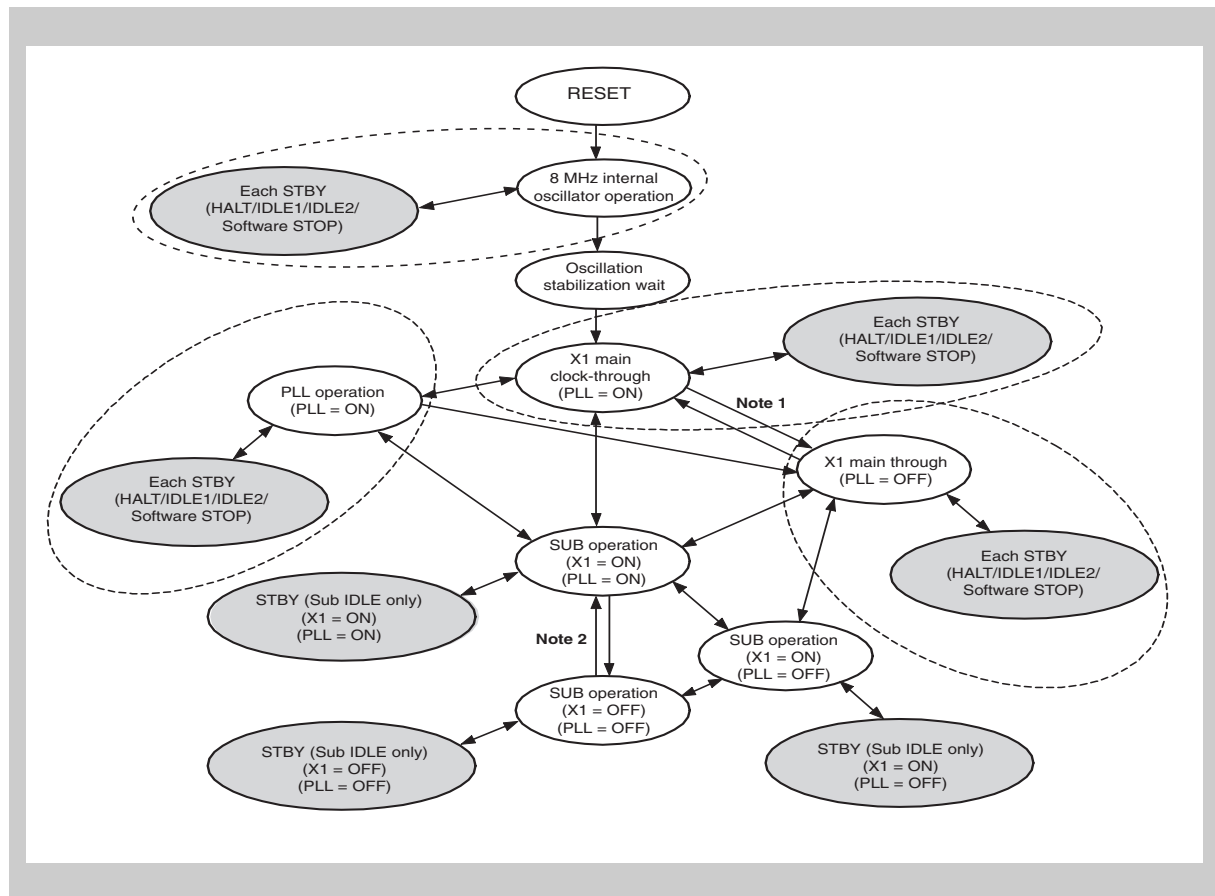 RESET
8 MHz internal
oscillator operation
Each STBY
(HALT/IDLE1/IDLE2/
Software STOP)
Oscillation
stabilization wait
Each STBY
(HALT/IDLE1/IDLE2/
Software STOP)
X1 main
clock-through
(PLL = ON)
PLL operation
(PLL = ON)
Note 1
X1 main through
(PLL = OFF)
Each STBY
(HALT/IDLE1/IDLE2/
Software STOP)
SUB operation
(X1 = ON)
(PLL = ON)
Each STBY
(HALT/IDLE1/IDLE2/
Software STOP)
STBY (Sub IDLE only)
(X1 = ON)
(PLL = ON)
Note 2
SUB operation
(X1 = ON)
(PLL = OFF)
SUB operation
(X1 = OFF)
(PLL = OFF)
STBY (Sub IDLE only)
(X1 = OFF)
(PLL = OFF)
STBY (Sub IDLE only)
(X1 = ON)
(PLL = OFF)